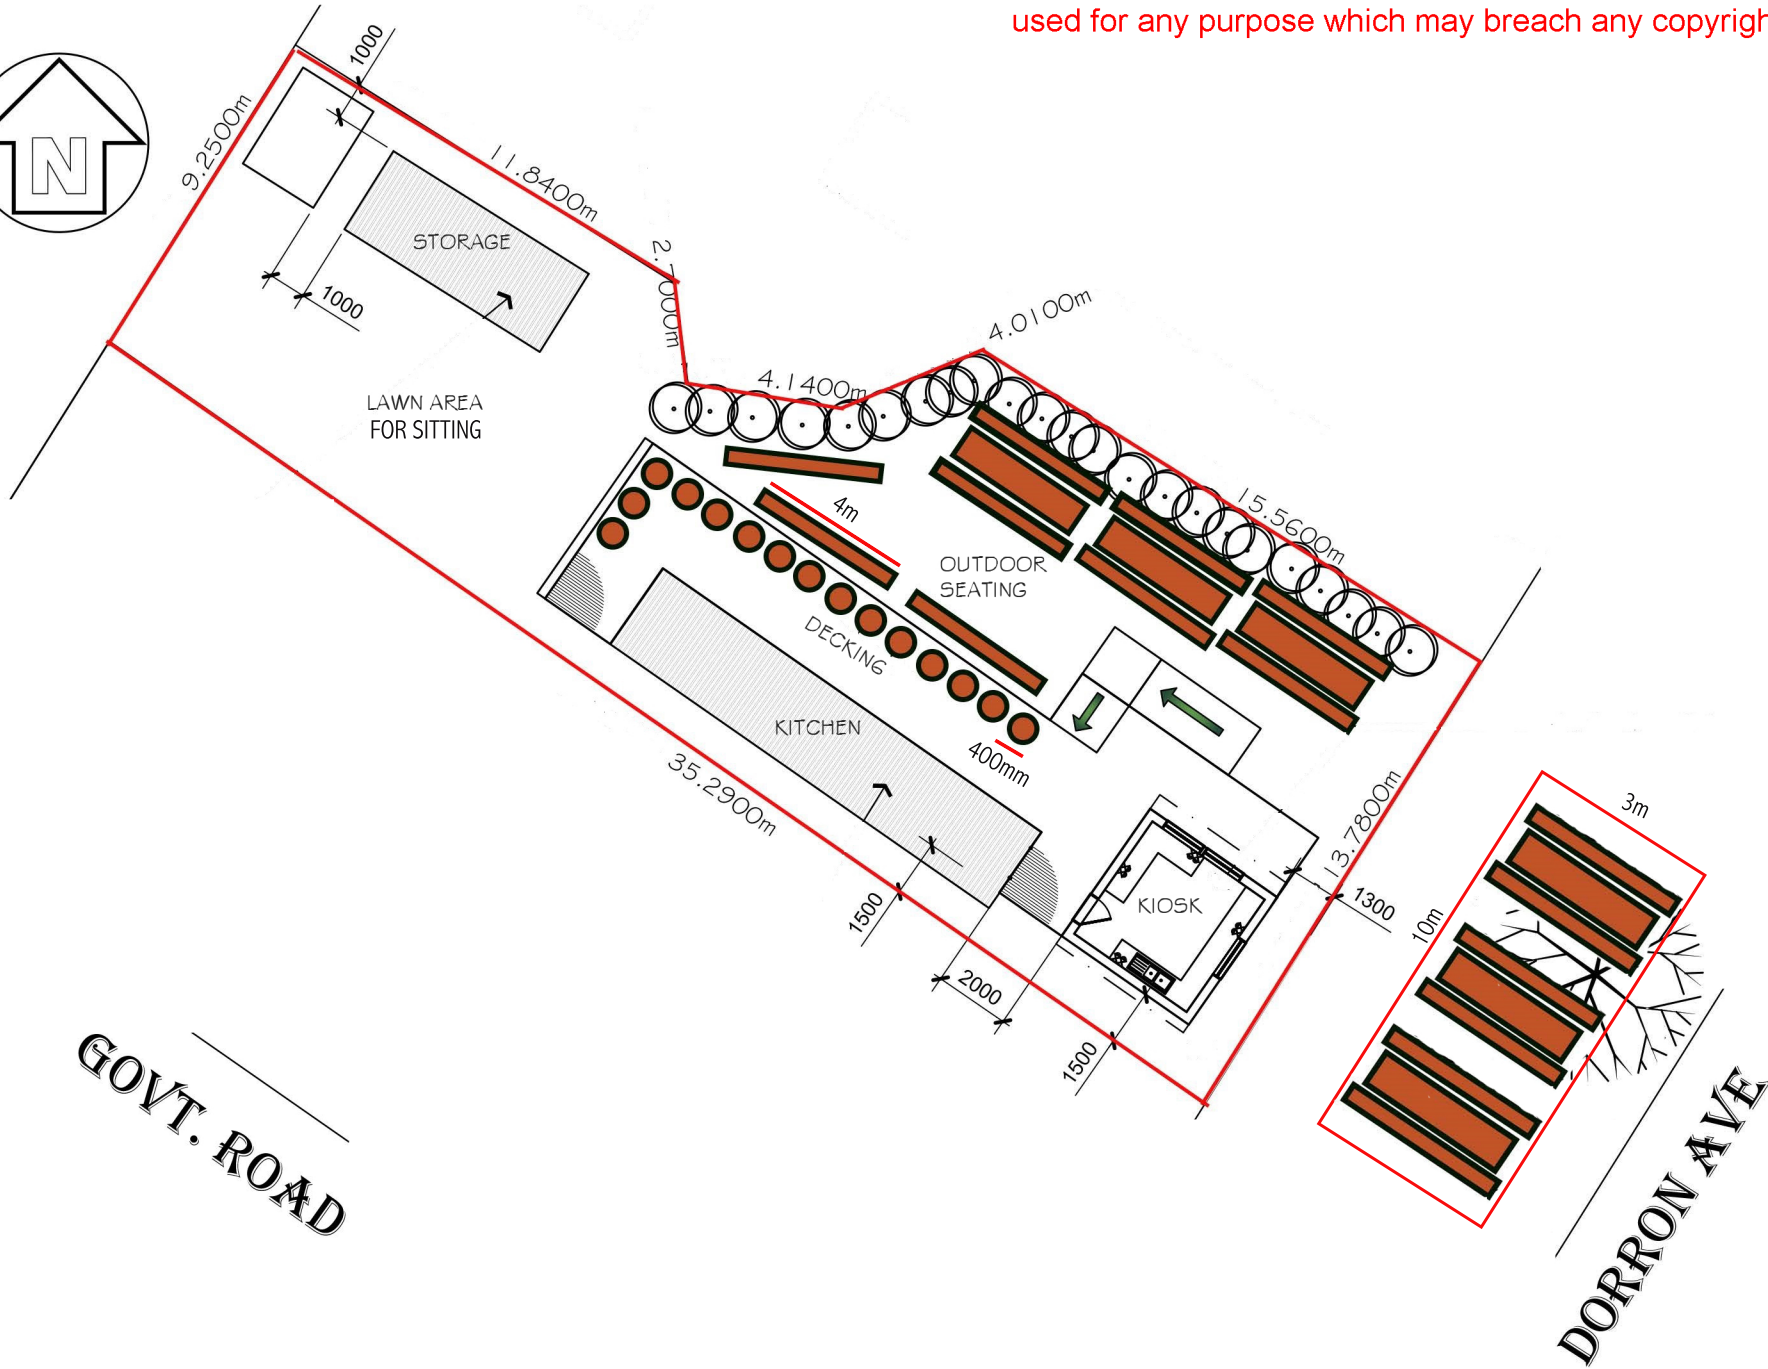 used for any purpose which may breach any copyrigh
1000
N
9.2500m
11.8400m
STORAGE
1000
2.7000m
4.0100m
4.1400m
LAWN AREA
FOR SITTING
4m
15.5600m
OUTDOOR
SEATING
DECKING
KITCHEN
400mm
35.2900m
3m
13.7800m
1500
KIOSK
1300
10m
2000
1500
GOVT. ROAD
DORRON AVE